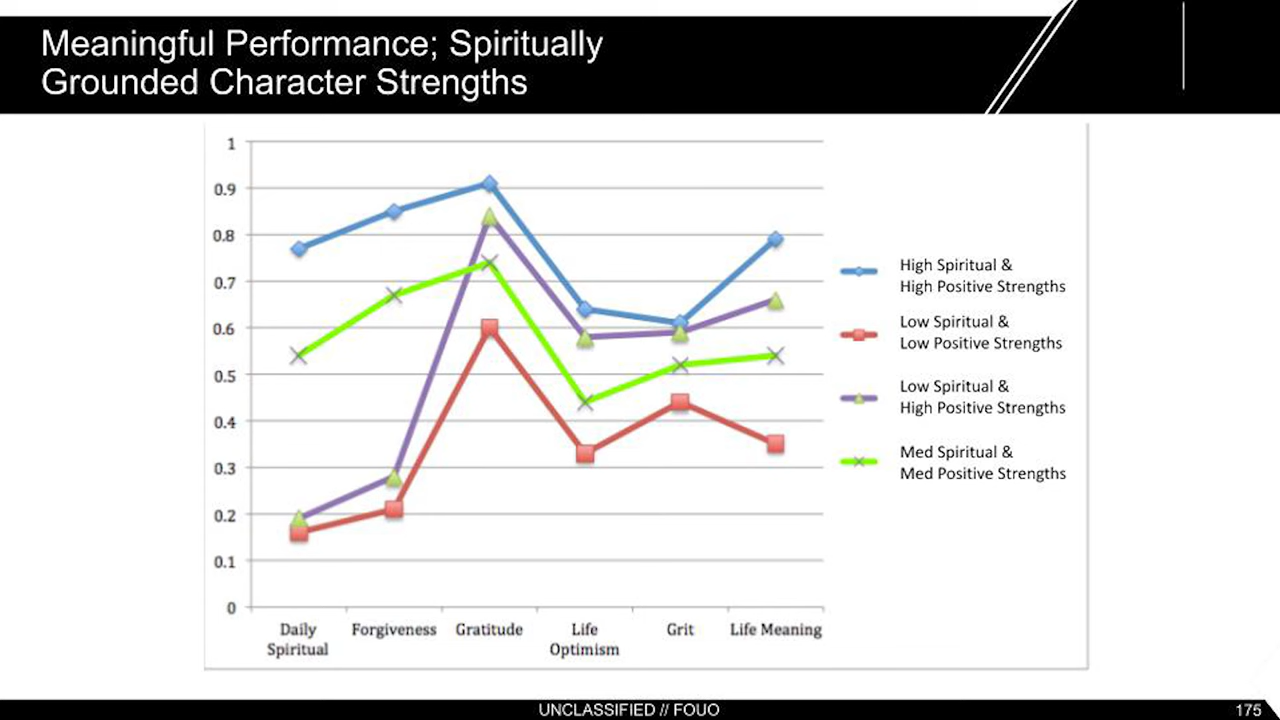 Meaningful Performance; Spiritually
Grounded Character Strengths
1
0.9
0.8
0.7
0.6
0.5
0.4
0.3
0.2
0.1
0
Daily
Spiritual
Forgiveness
Gratitude
Life
Optimism
Grit
Life Meaning
High Spiritual &
High Positive Strengths
Low Spiritual &
Low Positive Strengths
Low Spiritual &
High Positive Strengths
Med Spiritual &
Med Positive Strengths
UNCLASSIFIED // FOUO
175